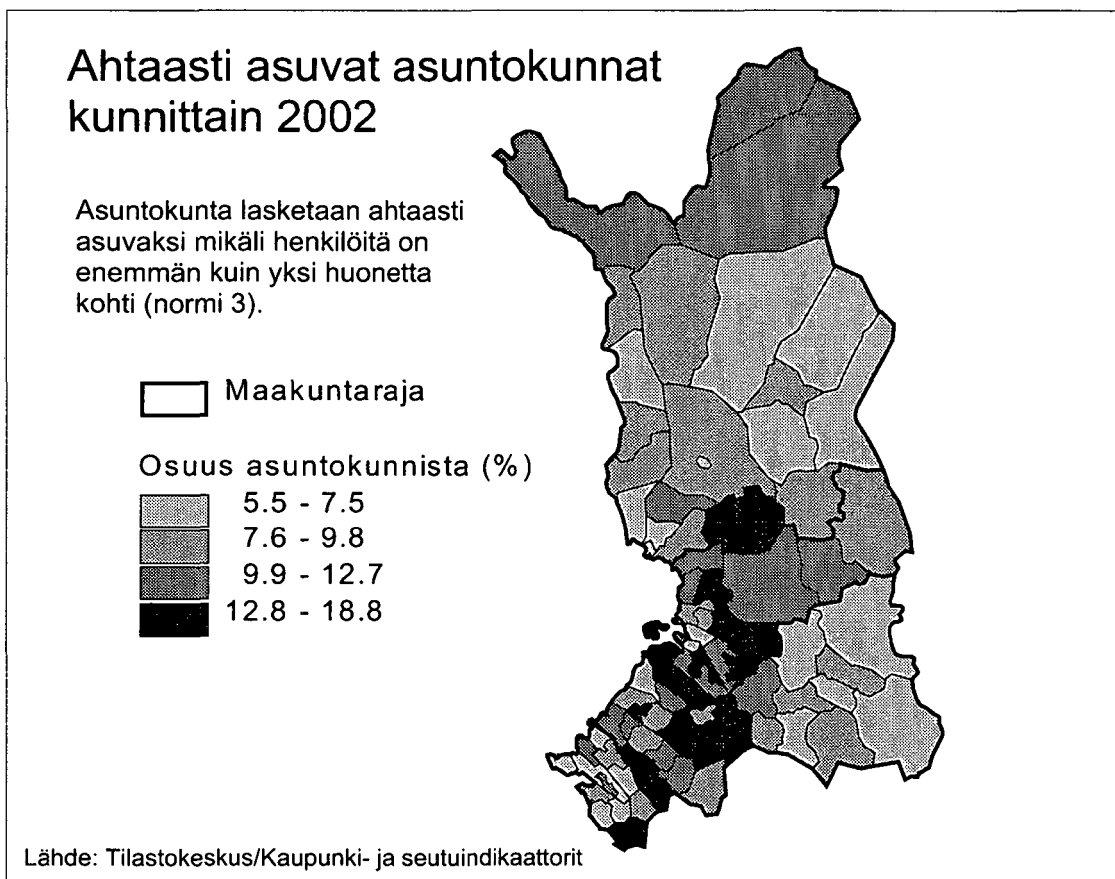 Ahtaasti asuvat asuntokunnat
kunnittain 2002
Asuntokunta lasketaan ahtaasti
asuvaksi mikäli henkilöitä on
enemmän kuin yksi huonetta
kohti (normi 3).
Maakuntaraja
Osuus asuntokunnista (%)
5.5 - 7.5
7.6 - 9.8
9.9 - 12.7
12.8 - 18.8
Lähde: Tilastokeskus/Kaupunki- ja seutuindikaattorit